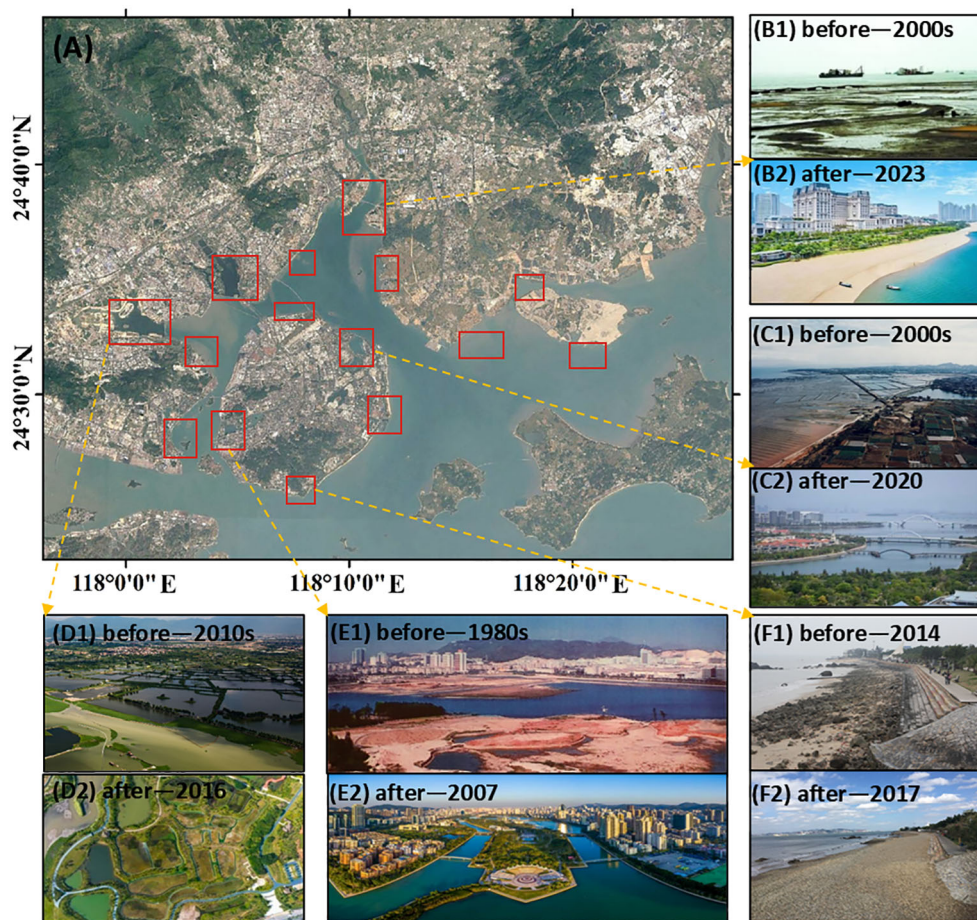 (A)
24°40'0"N
24°30'0"N
118°0'0"E
118°10'0"E
118°20'0"E
(B1) before—2000s
(B2) after—2023
(C1) before—2000s
(C2) after—2020
(D1) before—2010s
(D2) after—2016
(E1) before—1980s
(E2) after—2007
(F1) before—2014
(F2) after—2017